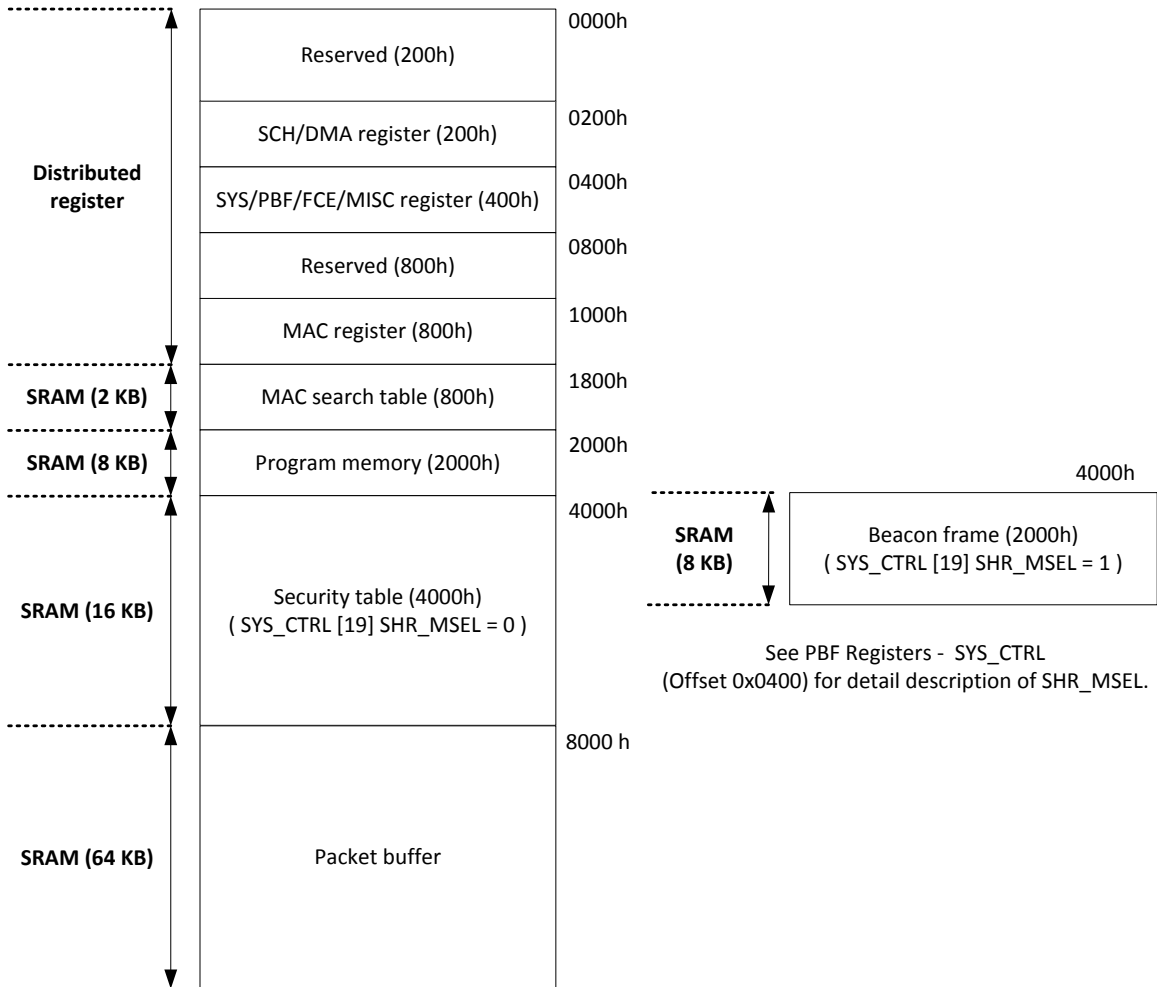 0000h
Reserved (200h)
0200h
SCH/DMA register (200h)
Distributed
register
0400h
SYS/PBF/FCE/MISC register (400h)
0800h
Reserved (800h)
1000h
MAC register (800h)
1800h
SRAM (2 KB)
MAC search table (800h)
2000h
SRAM (8 KB)
Program memory (2000h)
4000h
SRAM (16 KB)
Security table (4000h)
( SYS_CTRL [19] SHR_MSEL = 0 )
4000h
SRAM
(8 KB)
Beacon frame (2000h)
( SYS_CTRL [19] SHR_MSEL = 1 )
See PBF Registers - SYS_CTRL
(Offset 0x0400) for detail description of SHR_MSEL.
8000 h
SRAM (64 KB)
Packet buffer